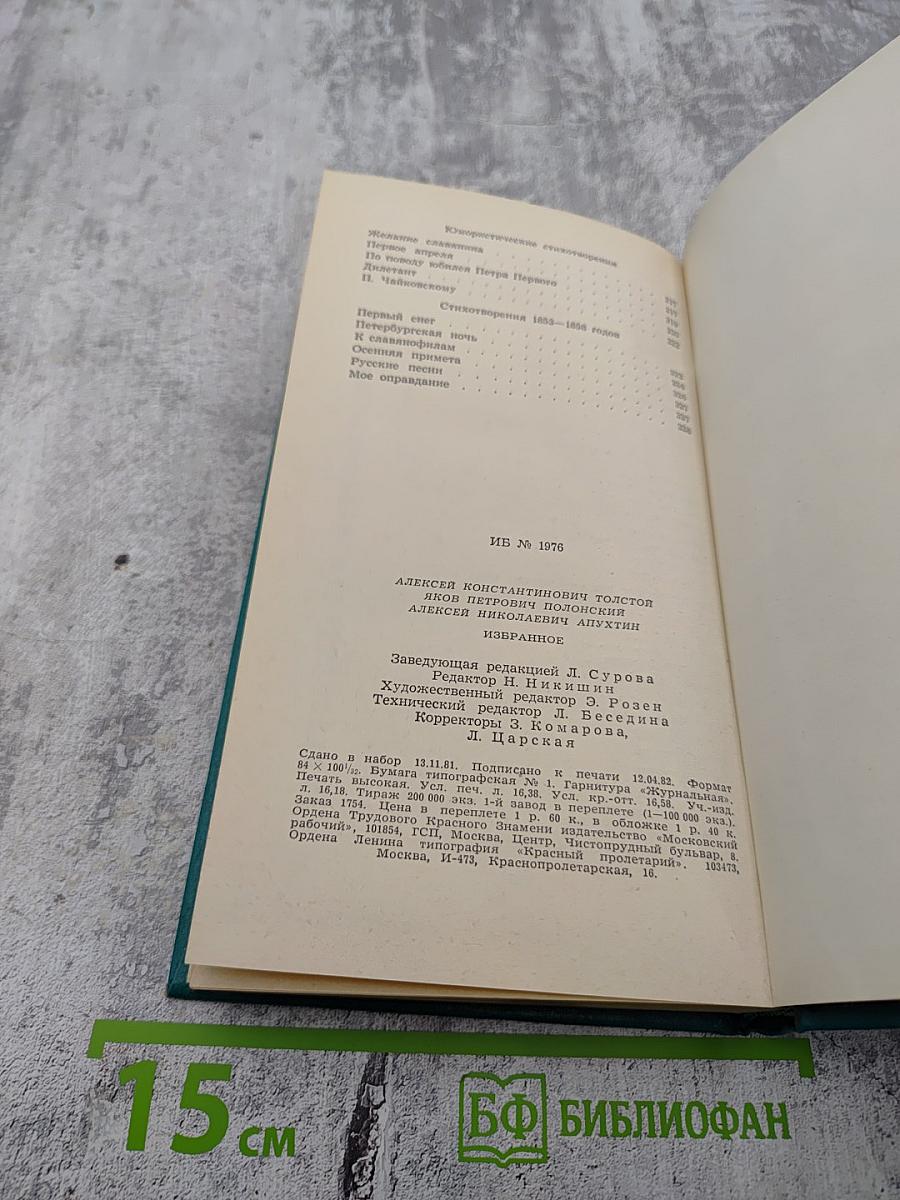 Юмористические стихотворения
Желание славянина
Первое апреля 217
По поводу юбилея Петра Первого 217
Дилетант 219
П. Чайковскому 220
222
Стихотворения 1853—1858 годов
Первый снег
Петербургская ночь
К славянофилам
Осенняя примета
Русские песни 227
Мое оправдание 228
ИБ № 1976
АЛЕКСЕЙ КОНСТАНТИНОВИЧ ТОЛСТОЙ
ЯКОВ ПЕТРОВИЧ ПОЛОНСКИЙ
АЛЕКСЕЙ НИКОЛАЕВИЧ АПУХТИН
ИЗБРАННОЕ
Заведующая редакцией Л. Сурова
Редактор Н. Никишин
Художественный редактор Э. Розен
Технический редактор Л. Беседина
Корректоры З. Комарова,
Л. Царская
Сдано в набор 13.11.81. Подписано к печати 12.04.82. Формат
84 × 100¹/₃₂. Бумага типографская № 1. Гарнитура «Журнальная».
Печать высокая. Усл. печ. л. 16,38. Усл. кр.-отт. 16,58. Уч.-изд.
л. 16,18. Тираж 200 000 экз. 1-й завод в переплете (1—100 000 экз.).
Заказ 1754. Цена в переплете 1 р. 60 к., в обложке 1 р. 40 к.
Ордена Трудового Красного Знамени издательство «Московский
рабочий», 101854, ГСП, Москва, Центр, Чистопрудный бульвар, 8.
Ордена Ленина типография «Красный пролетарий». 103473,
Москва, И-473, Краснопролетарская, 16.
15 см
БФ БИБЛИОФАН